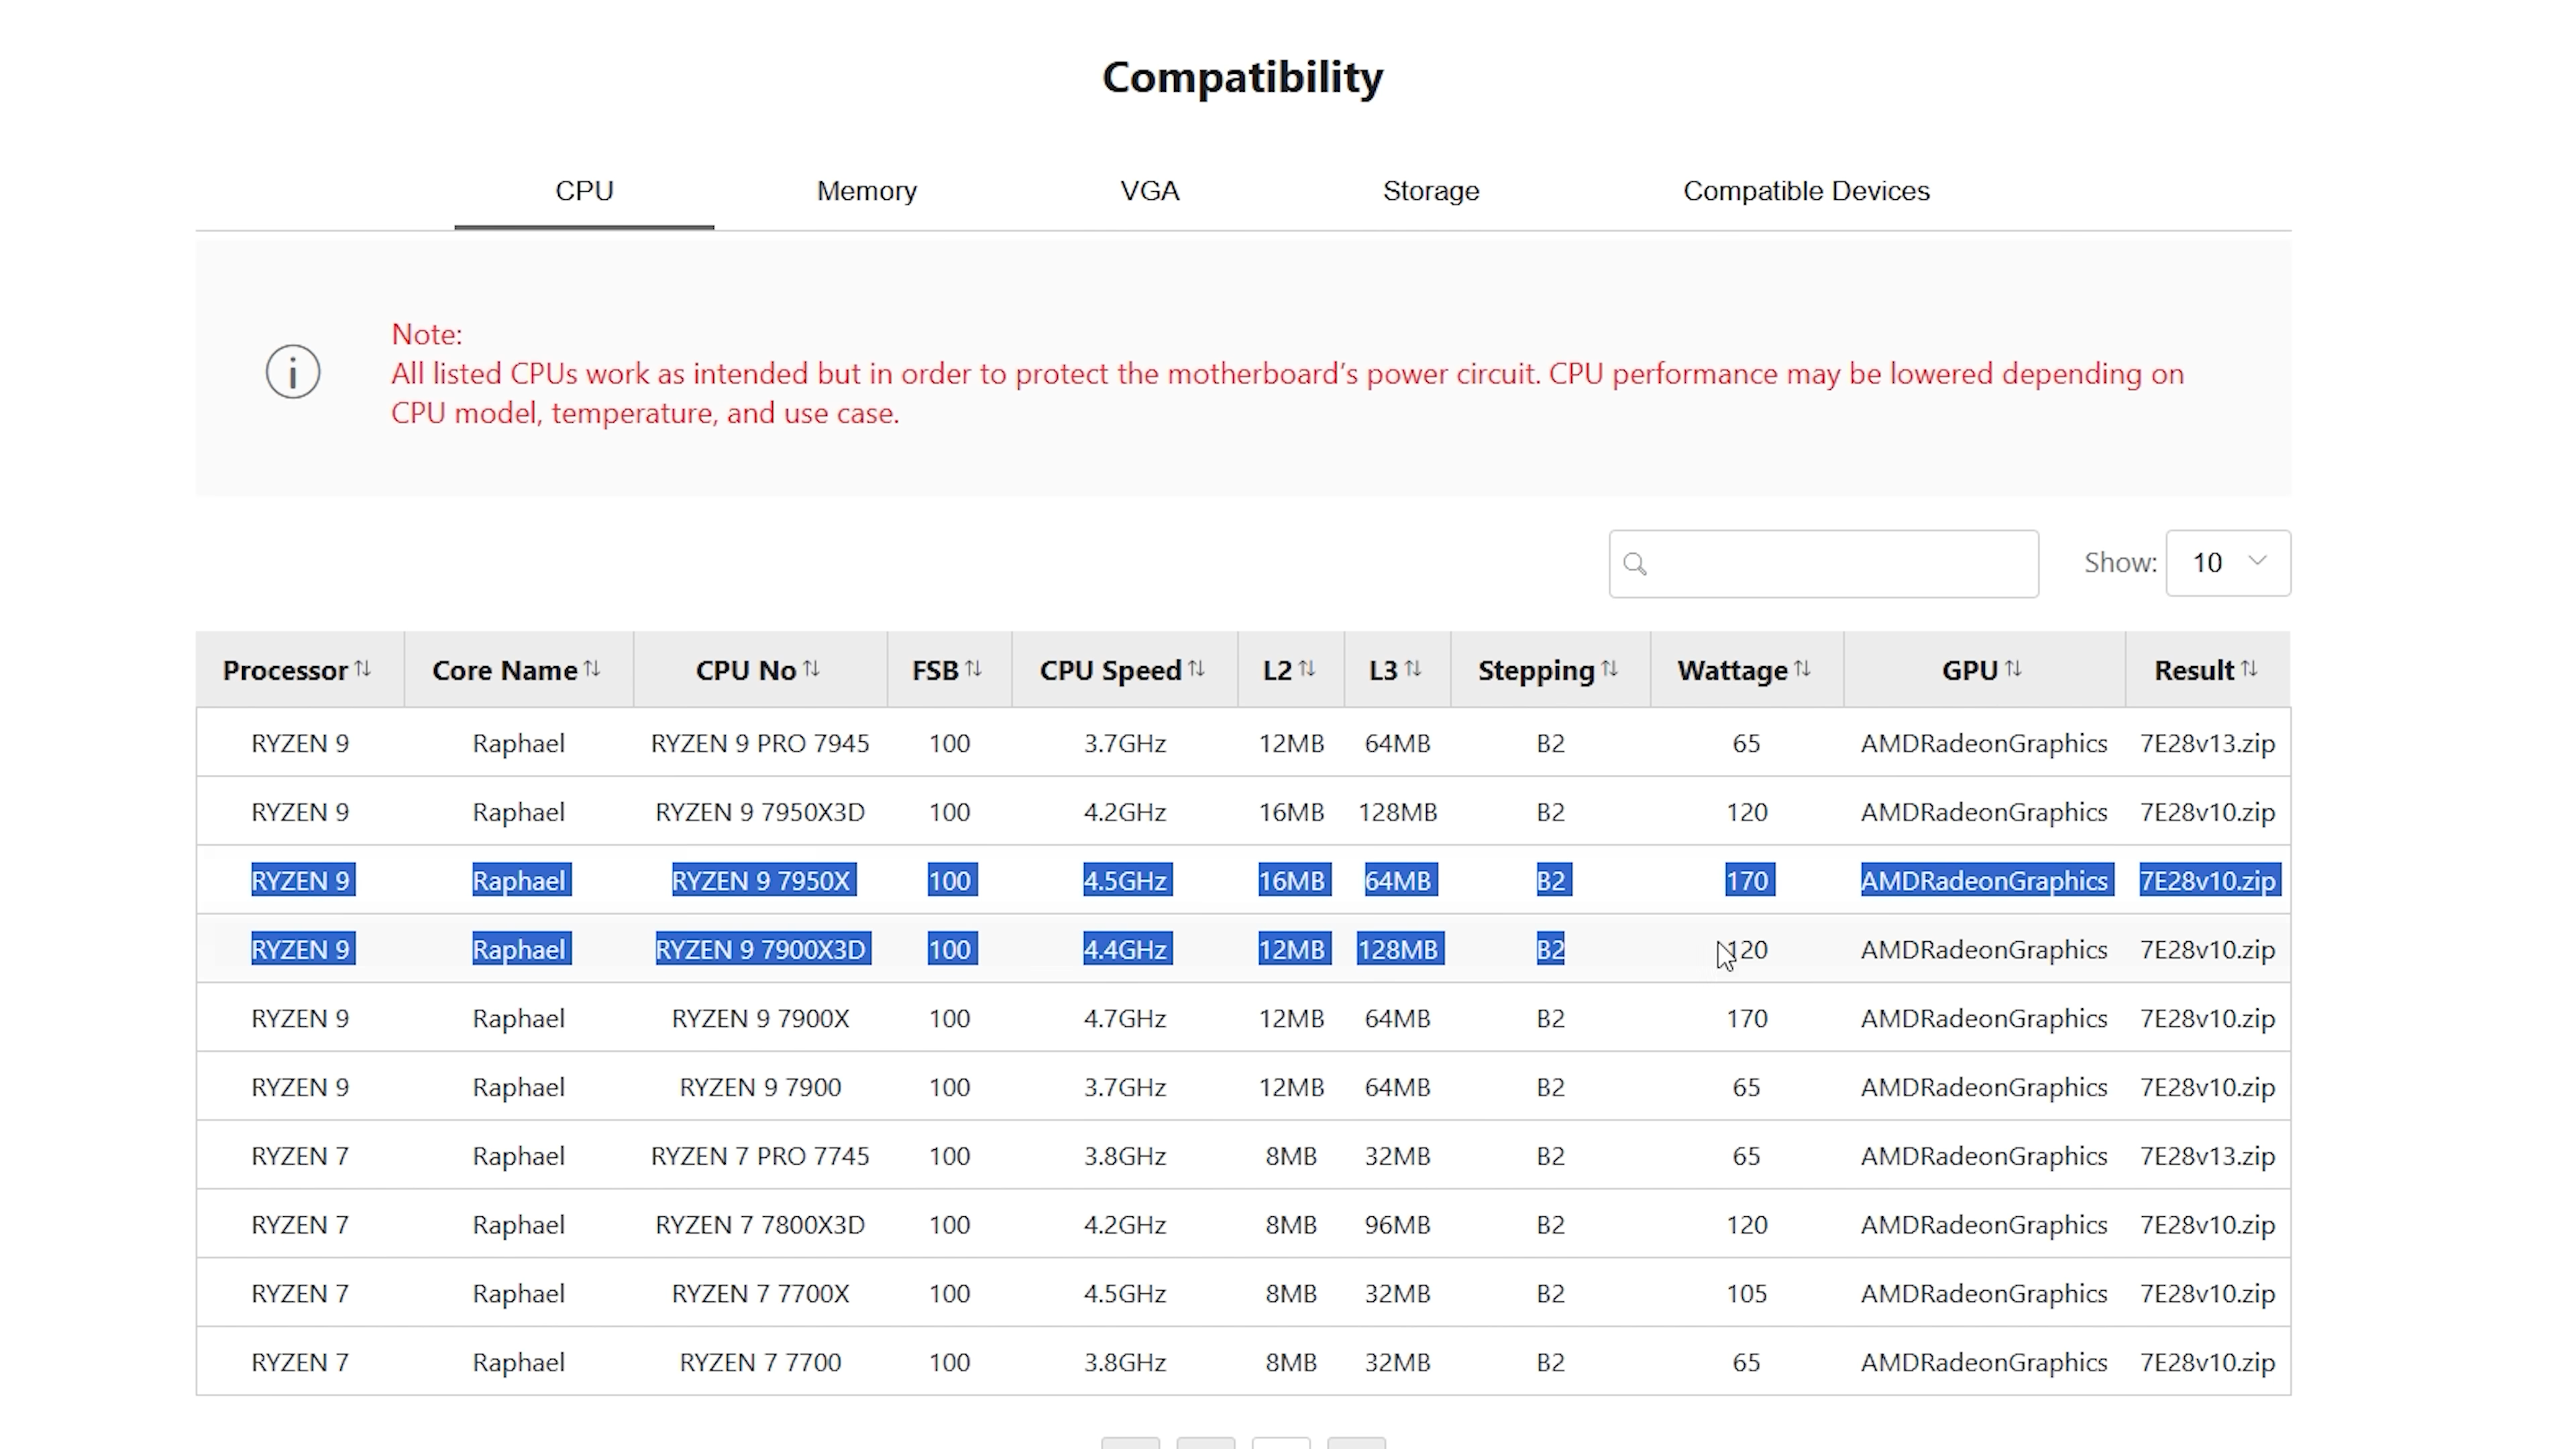 Compatibility
CPU Memory VGA Storage Compatible Devices
Note:
All listed CPUs work as intended but in order to protect the motherboard's power circuit. CPU performance may be lowered depending on
CPU model, temperature, and use case.
Show: 10
Processor Core Name CPU No FSB CPU Speed L2 L3 Stepping Wattage GPU Result
RYZEN 9 Raphael RYZEN 9 PRO 7945 100 3.7GHz 12MB 64MB B2 65 AMDRadeonGraphics 7E28v13.zip
RYZEN 9 Raphael RYZEN 9 7950X3D 100 4.2GHz 16MB 128MB B2 120 AMDRadeonGraphics 7E28v10.zip
RYZEN 9 Raphael RYZEN 9 7950X 100 4.5GHz 16MB 64MB B2 170 AMDRadeonGraphics 7E28v10.zip
RYZEN 9 Raphael RYZEN 9 7900X3D 100 4.4GHz 12MB 128MB B2 120 AMDRadeonGraphics 7E28v10.zip
RYZEN 9 Raphael RYZEN 9 7900X 100 4.7GHz 12MB 64MB B2 170 AMDRadeonGraphics 7E28v10.zip
RYZEN 9 Raphael RYZEN 9 7900 100 3.7GHz 12MB 64MB B2 65 AMDRadeonGraphics 7E28v10.zip
RYZEN 7 Raphael RYZEN 7 PRO 7745 100 3.8GHz 8MB 32MB B2 65 AMDRadeonGraphics 7E28v13.zip
RYZEN 7 Raphael RYZEN 7 7800X3D 100 4.2GHz 8MB 96MB B2 120 AMDRadeonGraphics 7E28v10.zip
RYZEN 7 Raphael RYZEN 7 7700X 100 4.5GHz 8MB 32MB B2 105 AMDRadeonGraphics 7E28v10.zip
RYZEN 7 Raphael RYZEN 7 7700 100 3.8GHz 8MB 32MB B2 65 AMDRadeonGraphics 7E28v10.zip